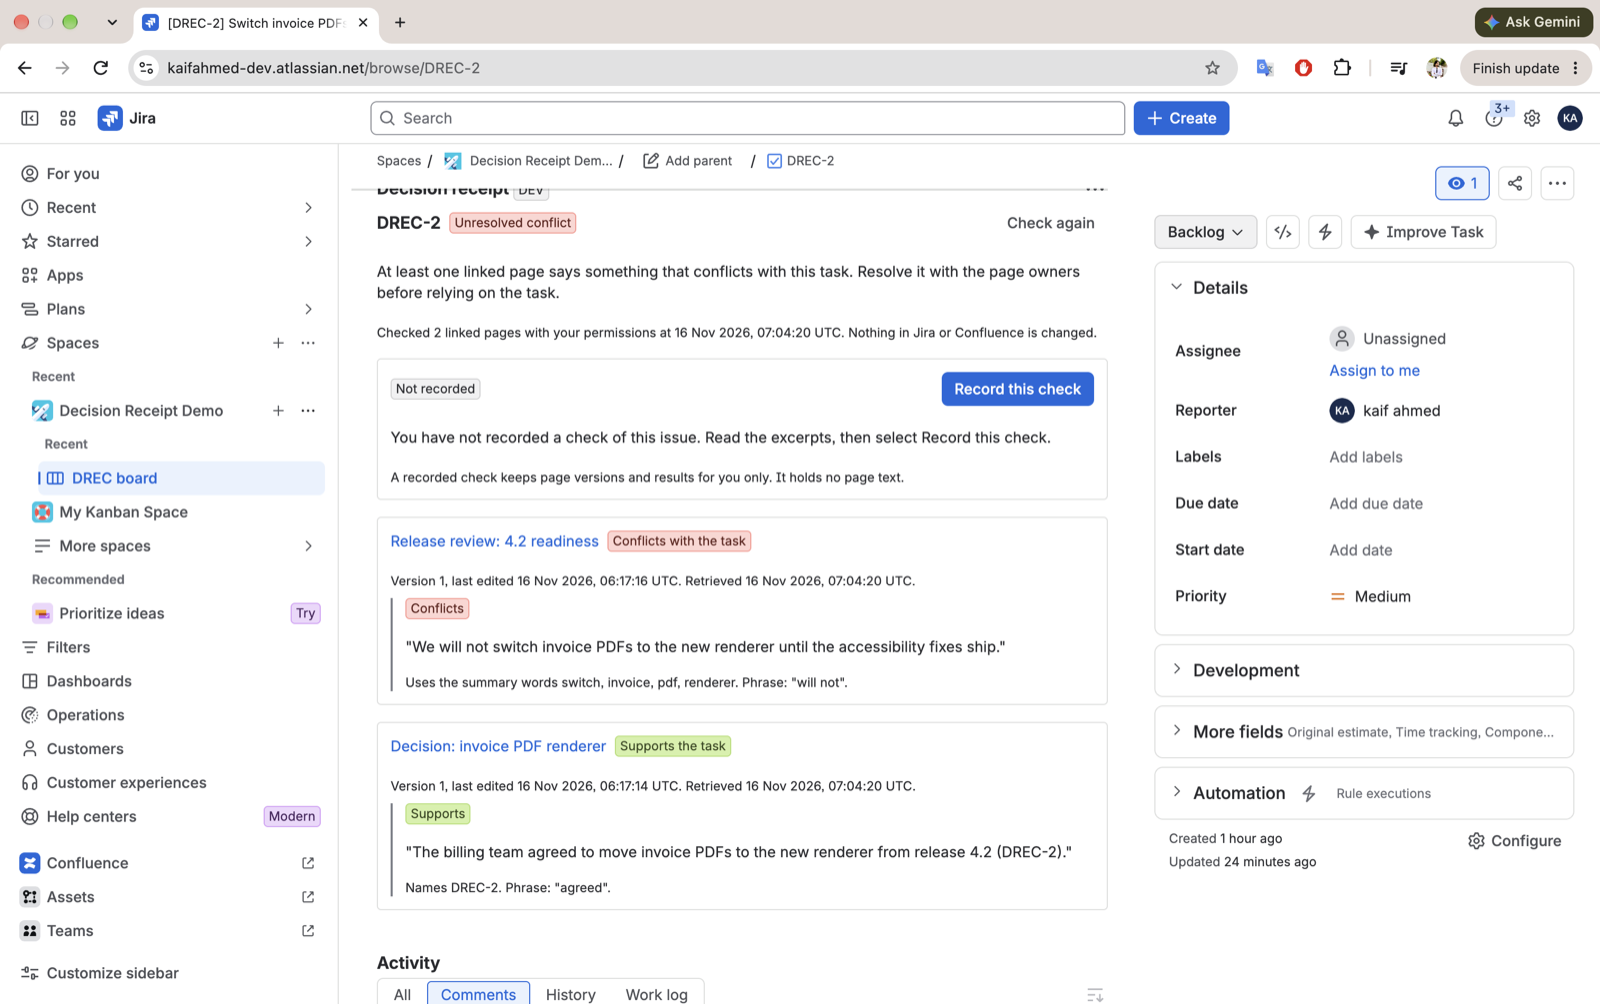 [DREC-2] Switch invoice PDFs
Ask Gemini
kaifahmed-dev.atlassian.net/browse/DREC-2
Finish update
Jira
Search
Create
3+
KA
For you
Recent
Starred
Apps
Plans
Spaces
Recent
Decision Receipt Demo
Recent
DREC board
My Kanban Space
More spaces
Recommended
Prioritize ideas
Try
Filters
Dashboards
Operations
Customers
Customer experiences
Help centers
Modern
Confluence
Assets
Teams
Customize sidebar
Spaces / Decision Receipt Dem... / Add parent / DREC-2
Decision receipt DEV
DREC-2 Unresolved conflict
Check again
At least one linked page says something that conflicts with this task. Resolve it with the page owners
before relying on the task.
Checked 2 linked pages with your permissions at 16 Nov 2026, 07:04:20 UTC. Nothing in Jira or Confluence is changed.
Not recorded
Record this check
You have not recorded a check of this issue. Read the excerpts, then select Record this check.
A recorded check keeps page versions and results for you only. It holds no page text.
Release review: 4.2 readiness Conflicts with the task
Version 1, last edited 16 Nov 2026, 06:17:16 UTC. Retrieved 16 Nov 2026, 07:04:20 UTC.
Conflicts
"We will not switch invoice PDFs to the new renderer until the accessibility fixes ship."
Uses the summary words switch, invoice, pdf, renderer. Phrase: "will not".
Decision: invoice PDF renderer Supports the task
Version 1, last edited 16 Nov 2026, 06:17:14 UTC. Retrieved 16 Nov 2026, 07:04:20 UTC.
Supports
"The billing team agreed to move invoice PDFs to the new renderer from release 4.2 (DREC-2)."
Names DREC-2. Phrase: "agreed".
Activity
All Comments History Work log
1
Backlog
Improve Task
Details
Assignee
Unassigned
Assign to me
Reporter
KA kaif ahmed
Labels
Add labels
Due date
Add due date
Start date
Add date
Priority
Medium
Development
More fields Original estimate, Time tracking, Compone...
Automation Rule executions
Created 1 hour ago
Updated 24 minutes ago
Configure